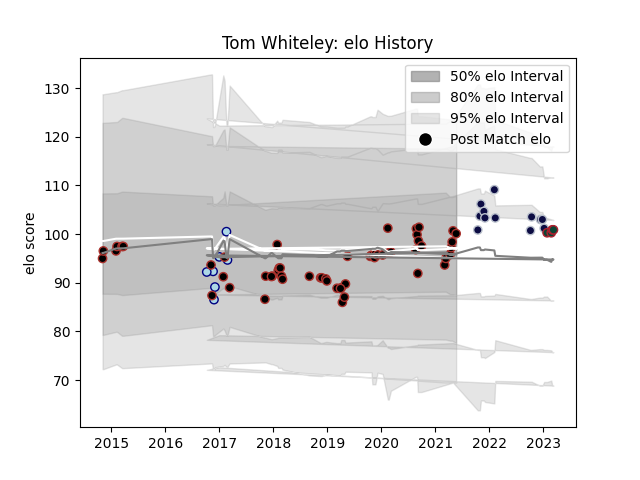 Tom Whiteley: elo History
50% elo Interval
80% elo Interval
95% elo Interval
Post Match elo
elo score
130
120
110
100
90
80
70
2015 2016 2017 2018 2019 2020 2021 2022 2023